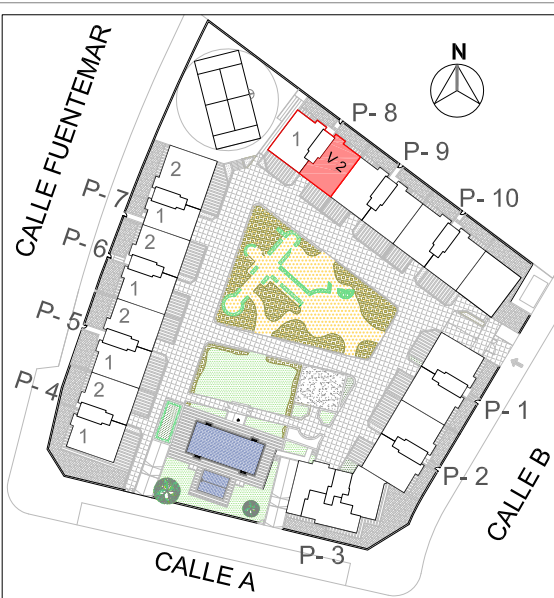 N
CALLE FUENTEMAR
P- 8
1
V 2
P- 9
P- 10
2
P- 7
1
2
P- 6
1
P- 5
2
1
P- 4
2
1
P- 1
P- 2
P- 3
CALLE B
CALLE A